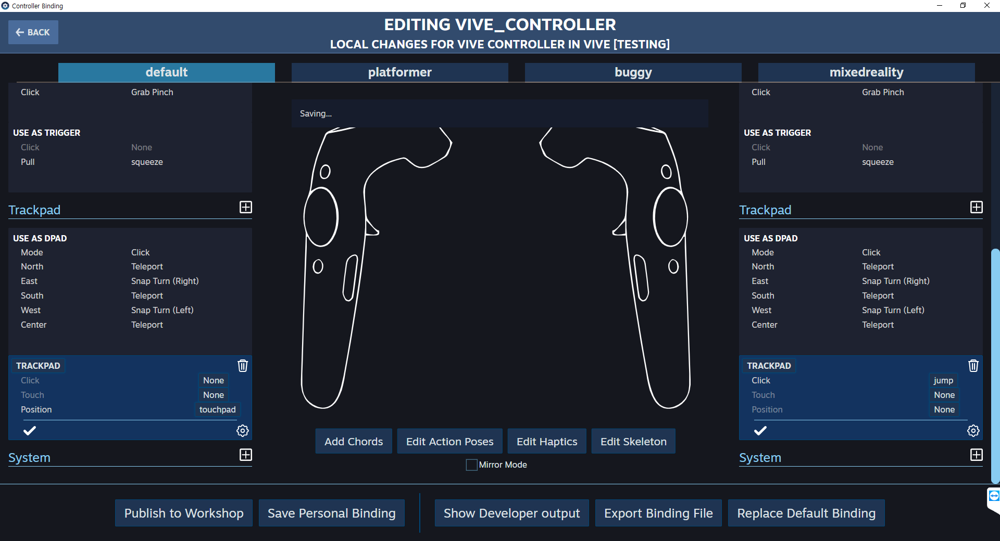 Controller Binding
BACK
EDITING VIVE_CONTROLLER
LOCAL CHANGES FOR VIVE CONTROLLER IN VIVE [TESTING]
default
platformer
buggy
mixedreality
Click Grab Pinch
USE AS TRIGGER
Click None
Pull squeeze
Trackpad
USE AS DPAD
Mode Click
North Teleport
East Snap Turn (Right)
South Teleport
West Snap Turn (Left)
Center Teleport
TRACKPAD
Click None
Touch None
Position touchpad
System
Saving...
Add Chords
Edit Action Poses
Edit Haptics
Edit Skeleton
Mirror Mode
Click Grab Pinch
USE AS TRIGGER
Click None
Pull squeeze
Trackpad
USE AS DPAD
Mode Click
North Teleport
East Snap Turn (Right)
South Teleport
West Snap Turn (Left)
Center Teleport
TRACKPAD
Click jump
Touch None
Position None
System
Publish to Workshop
Save Personal Binding
Show Developer output
Export Binding File
Replace Default Binding